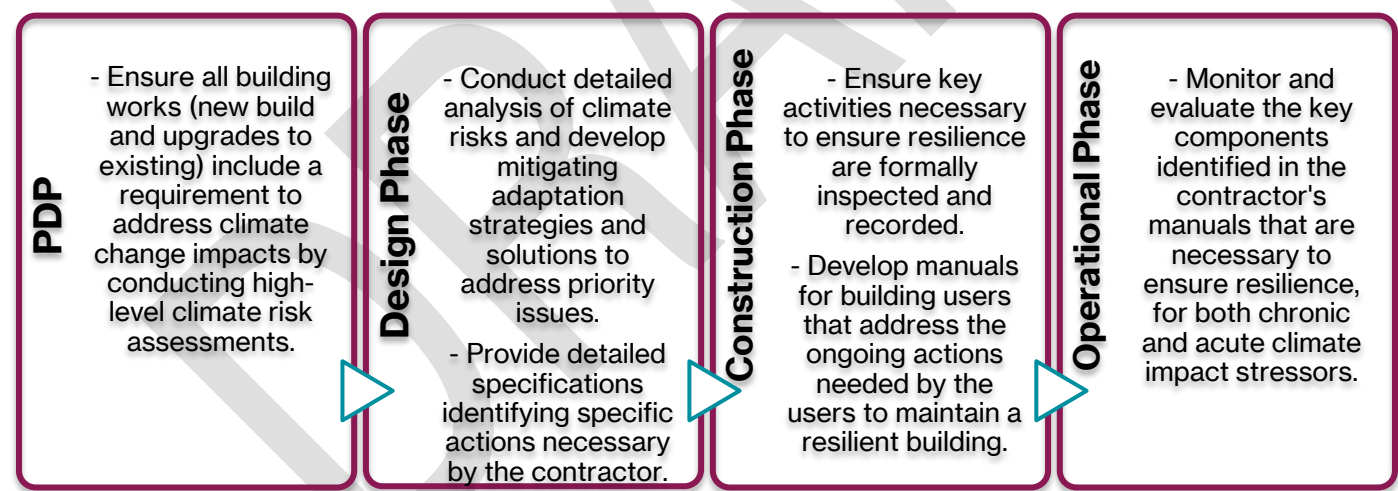 PDP
- Ensure all building
works (new build
and upgrades to
existing) include a
requirement to
address climate
change impacts by
conducting high-
level climate risk
assessments.
Design Phase
- Conduct detailed
analysis of climate
risks and develop
mitigating
adaptation
strategies and
solutions to
address priority
issues.
- Provide detailed
specifications
identifying specific
actions necessary
by the contractor.
Construction Phase
- Ensure key
activities necessary
to ensure resilience
are formally
inspected and
recorded.
- Develop manuals
for building users
that address the
ongoing actions
needed by the
users to maintain a
resilient building.
Operational Phase
- Monitor and
evaluate the key
components
identified in the
contractor's
manuals that are
necessary to
ensure resilience,
for both chronic
and acute climate
impact stressors.